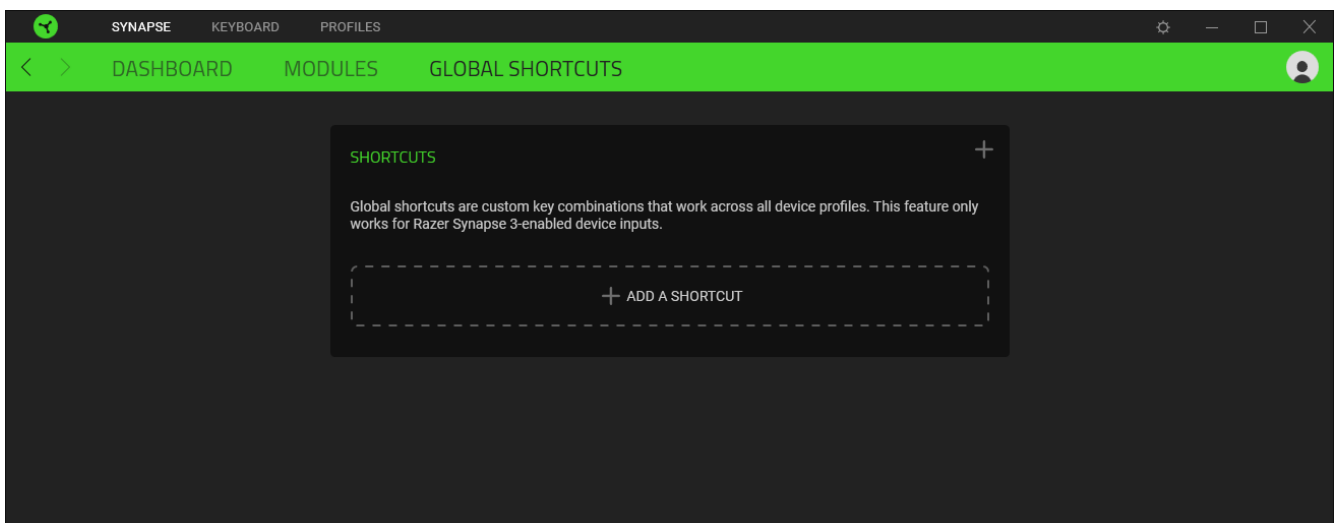 SYNAPSE KEYBOARD PROFILES
DASHBOARD MODULES GLOBAL SHORTCUTS
SHORTCUTS
Global shortcuts are custom key combinations that work across all device profiles. This feature only
works for Razer Synapse 3-enabled device inputs.
ADD A SHORTCUT